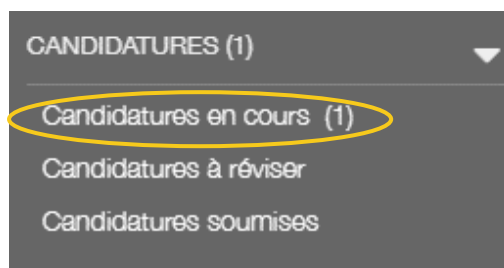 CANDIDATURES (1)
Candidatures en cours (1)
Candidatures à réviser
Candidatures soumises